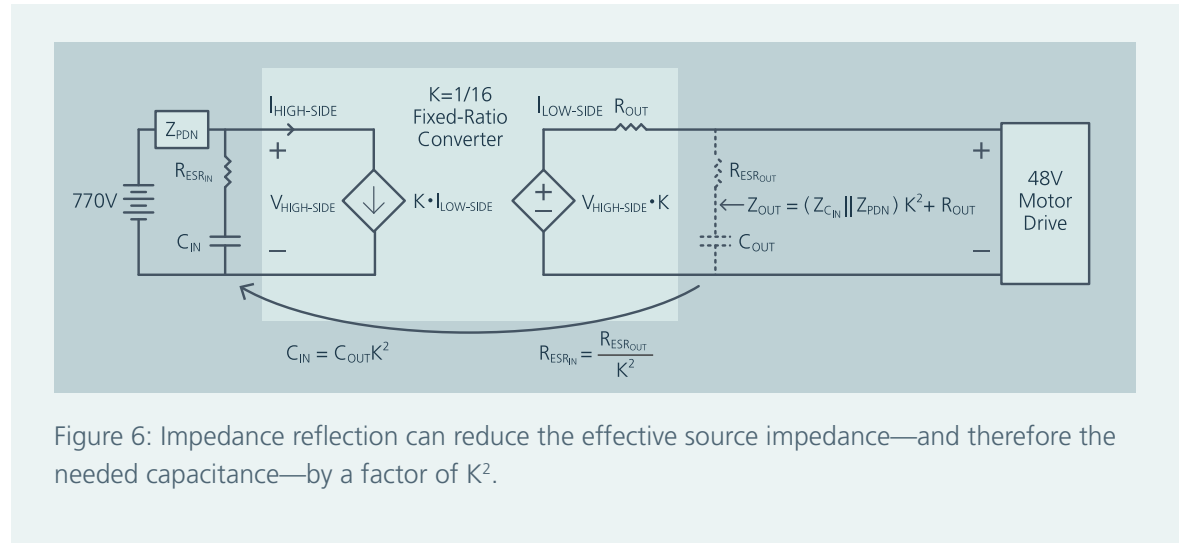 K=1/16
Fixed-Ratio
Converter
I_HIGH-SIDE
I_LOW-SIDE R_OUT
Z_PDN
+
+
R_ESR_IN
R_ESR_OUT
770V
V_HIGH-SIDE
K•I_LOW-SIDE
+
−
V_HIGH-SIDE•K
Z_OUT = ( Z_C_IN || Z_PDN ) K²+ R_OUT
48V
Motor
Drive
C_IN
−
C_OUT
−
C_IN = C_OUTK²
R_ESR_IN = R_ESR_OUT
K²
Figure 6: Impedance reflection can reduce the effective source impedance—and therefore the
needed capacitance—by a factor of K².